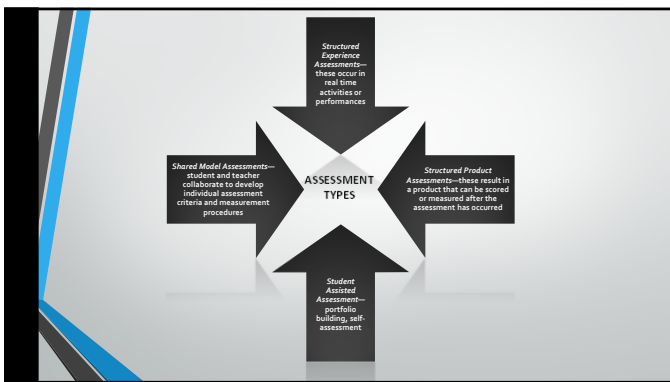 Structured
Experience
Assessments—
these occur in
real time
activities or
performances
Shared Model Assessments—
student and teacher
collaborate to develop
individual assessment
criteria and measurement
procedures
ASSESSMENT
TYPES
Structured Product
Assessments—these result in
a product that can be scored
or measured after the
assessment has occurred
Student
Assisted
Assessment—
portfolio
building, self-
assessment